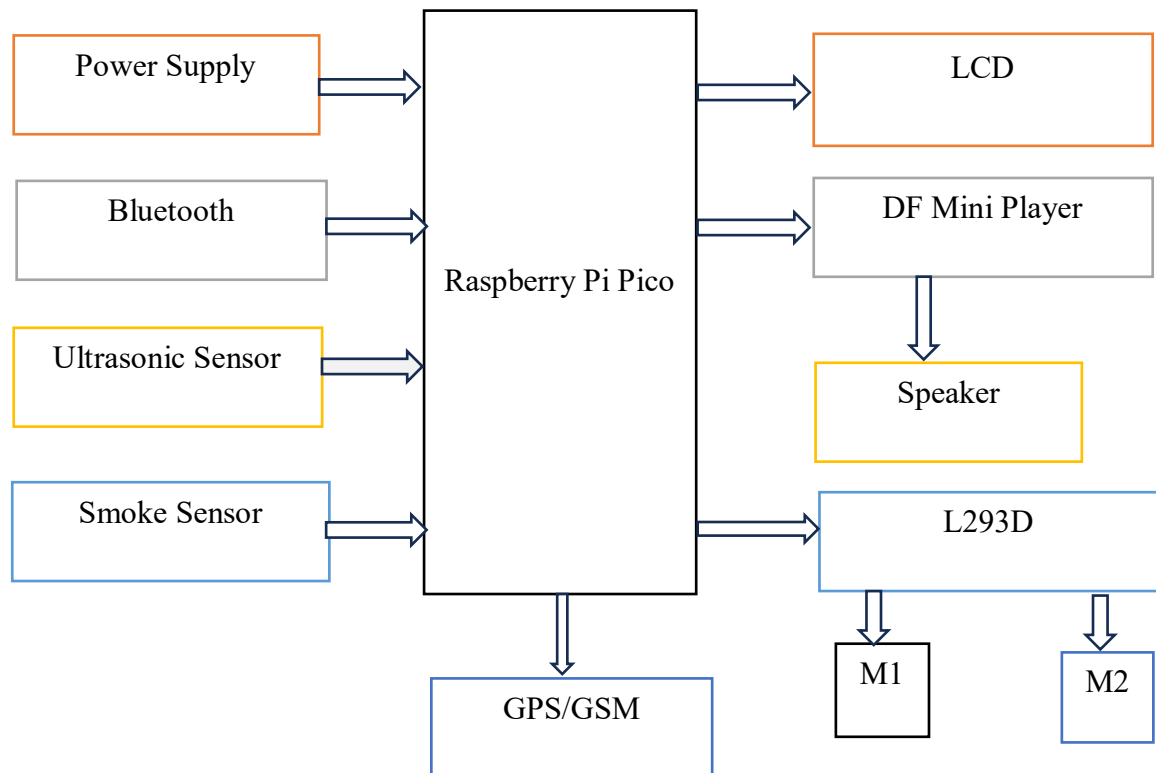 Power Supply
LCD
Bluetooth
DF Mini Player
Raspberry Pi Pico
Ultrasonic Sensor
Speaker
Smoke Sensor
L293D
M1
M2
GPS/GSM